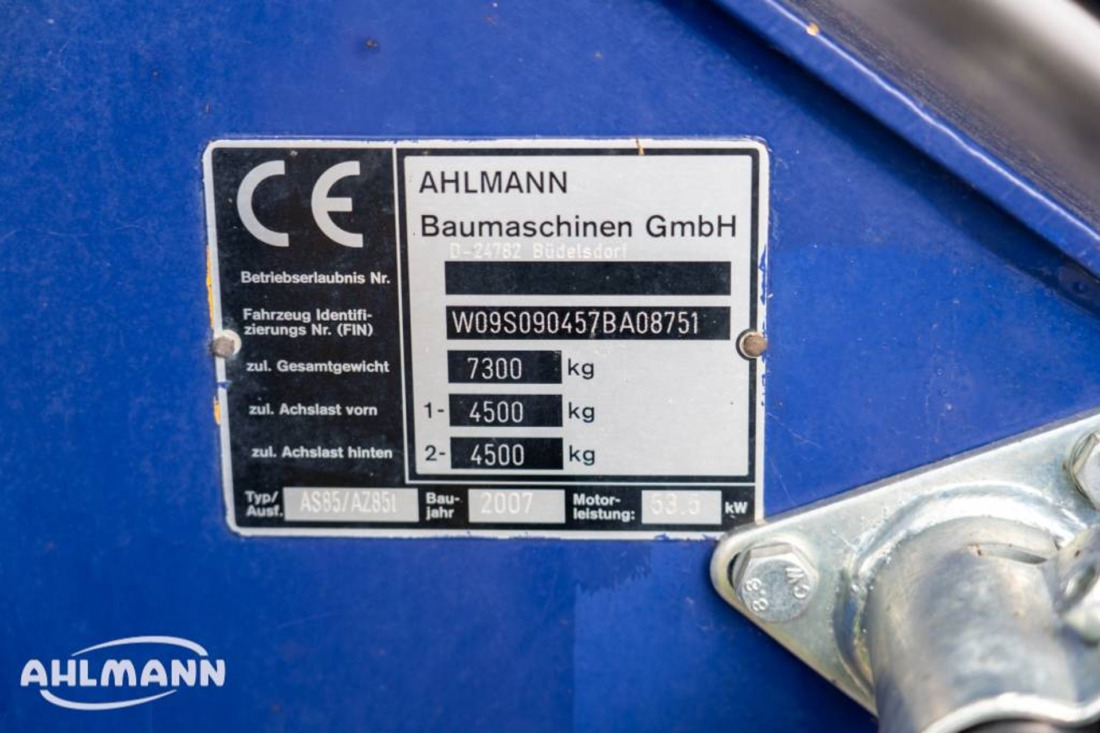 CE
AHLMANN
Baumaschinen GmbH
D-24782 Büdelsdorf
Betriebserlaubnis Nr.
Fahrzeug Identifi-
zierungs Nr. (FIN) W09S090457BA08751
zul. Gesamtgewicht 7300 kg
zul. Achslast vorn 1- 4500 kg
zul. Achslast hinten 2- 4500 kg
Typ/
Ausf. AS85/AZ85t Bau-
jahr 2007 Motor-
leistung: 53.5 kW
8.8
AHLMANN